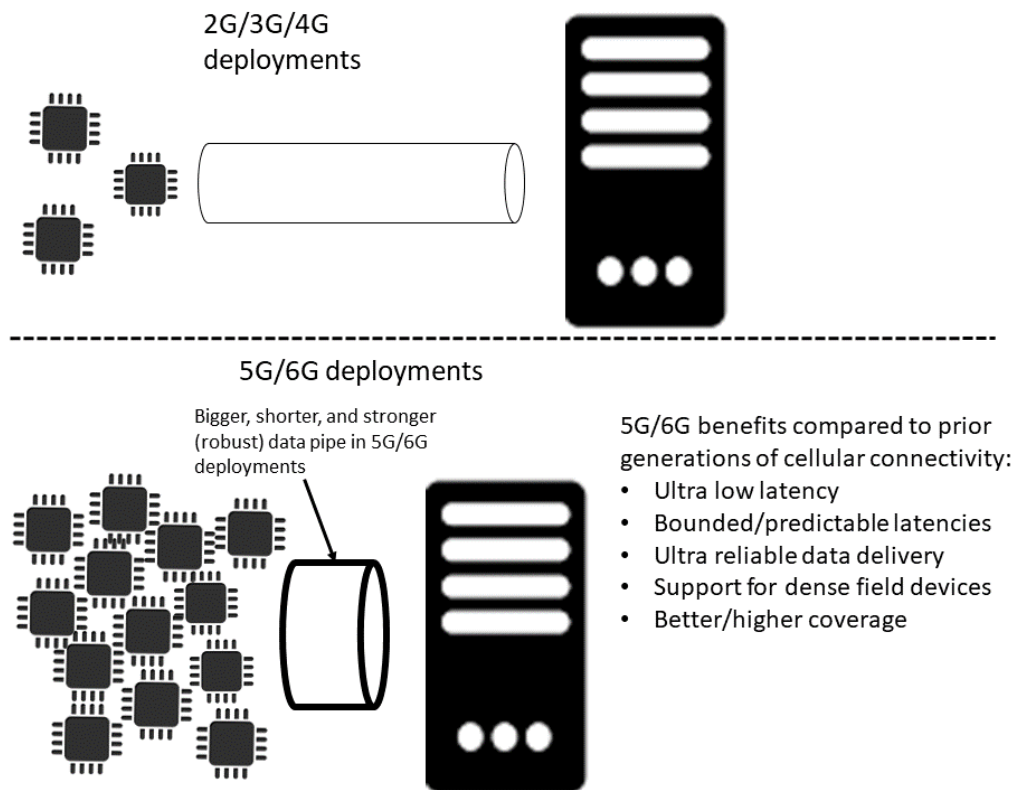 2G/3G/4G
deployments
5G/6G deployments
Bigger, shorter, and stronger
(robust) data pipe in 5G/6G
deployments
5G/6G benefits compared to prior
generations of cellular connectivity:
• Ultra low latency
• Bounded/predictable latencies
• Ultra reliable data delivery
• Support for dense field devices
• Better/higher coverage